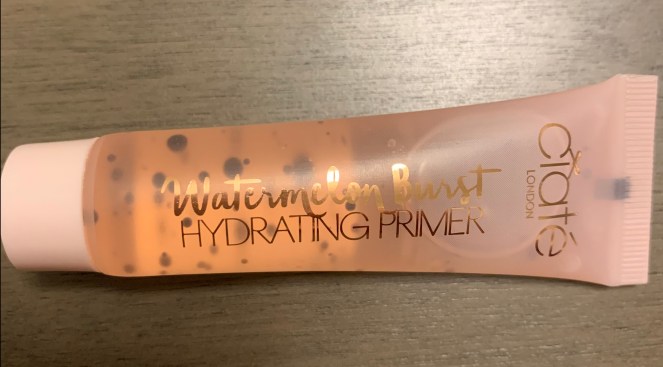 Watermelon Burst
HYDRATING PRIMER
ciaté
LONDON